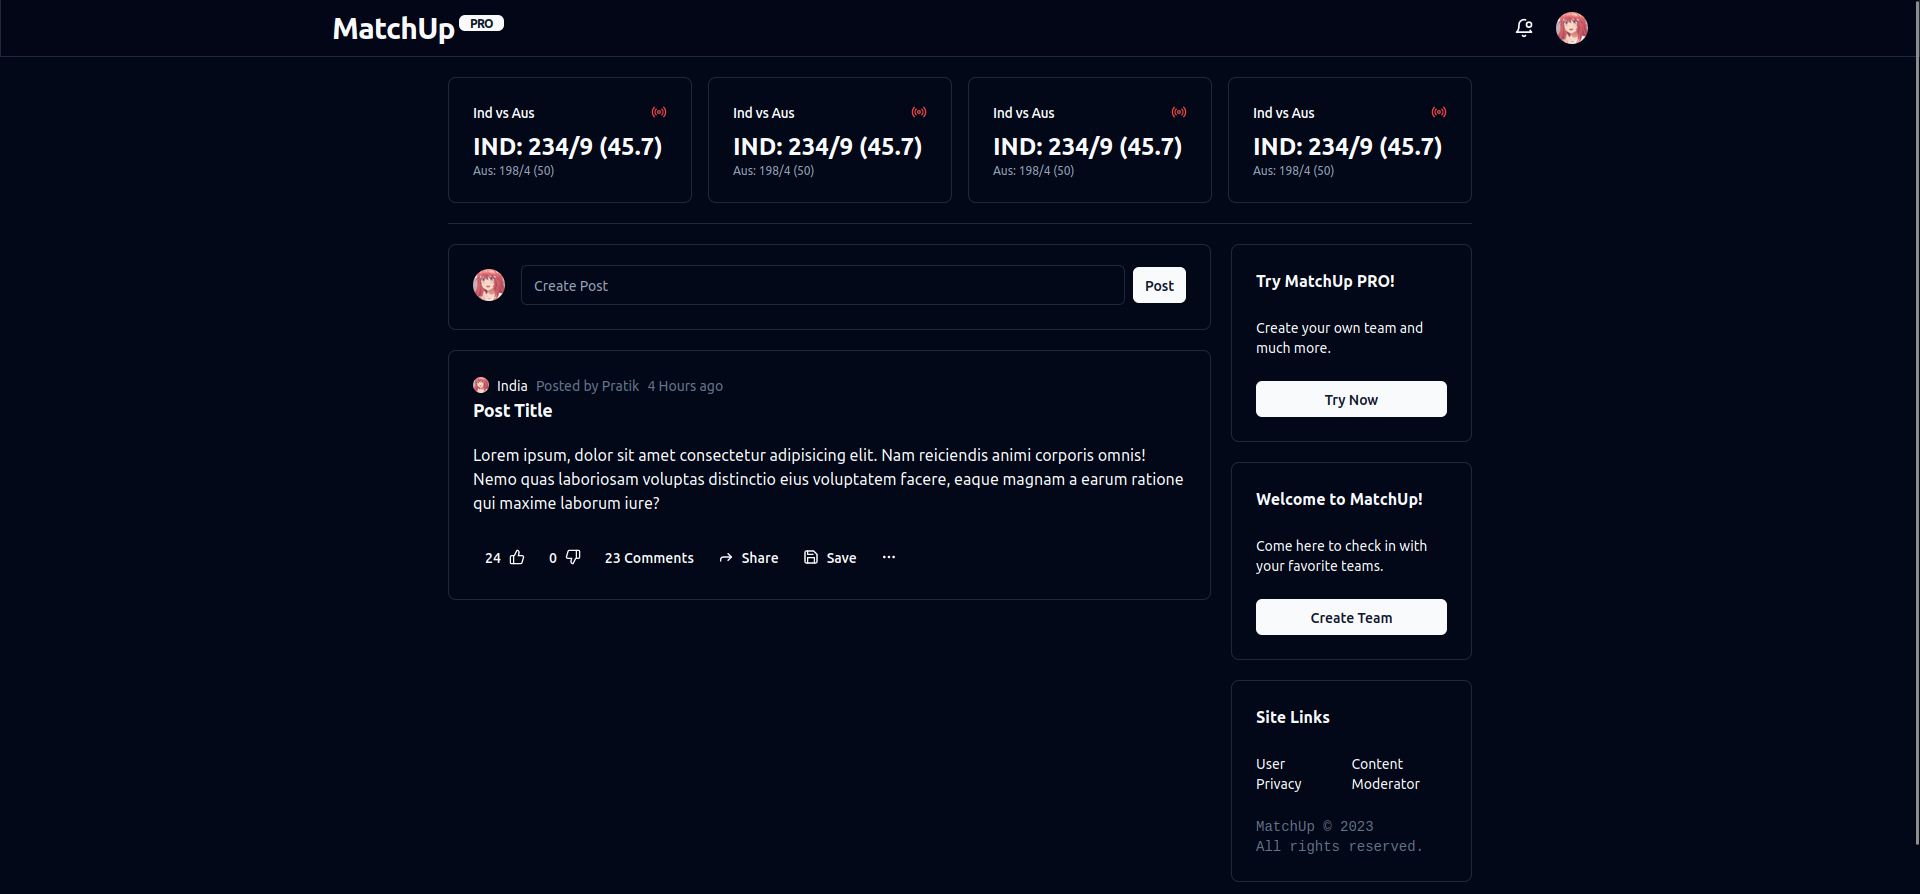 MatchUp PRO
Ind vs Aus
IND: 234/9 (45.7)
Aus: 198/4 (50)
Ind vs Aus
IND: 234/9 (45.7)
Aus: 198/4 (50)
Ind vs Aus
IND: 234/9 (45.7)
Aus: 198/4 (50)
Ind vs Aus
IND: 234/9 (45.7)
Aus: 198/4 (50)
Create Post
Post
India Posted by Pratik 4 Hours ago
Post Title
Lorem ipsum, dolor sit amet consectetur adipisicing elit. Nam reiciendis animi corporis omnis!
Nemo quas laboriosam voluptas distinctio eius voluptatem facere, eaque magnam a earum ratione
qui maxime laborum iure?
24 0 23 Comments Share Save ...
Try MatchUp PRO!
Create your own team and
much more.
Try Now
Welcome to MatchUp!
Come here to check in with
your favorite teams.
Create Team
Site Links
User
Privacy
Content
Moderator
MatchUp © 2023
All rights reserved.